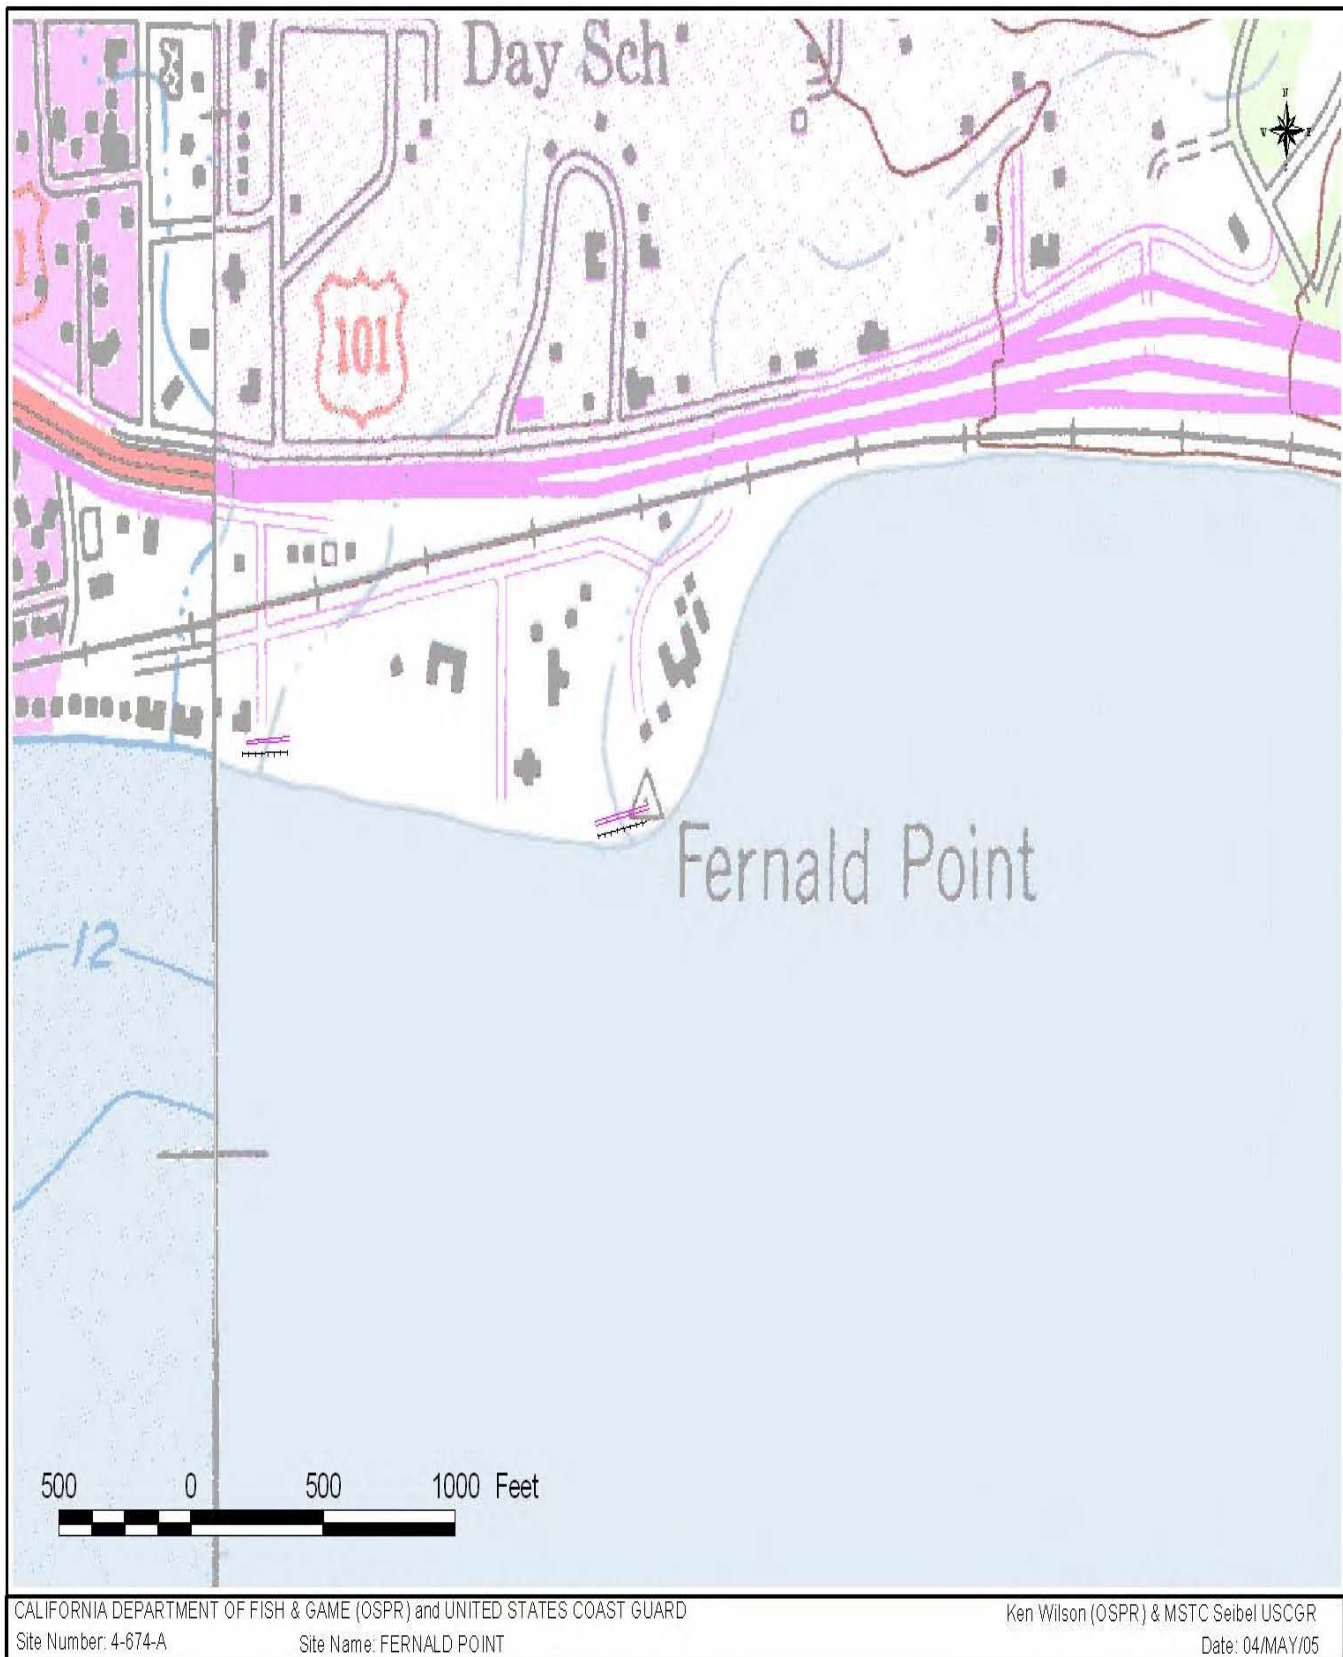 Day Sch
N
101
Fernald Point
12
500 0 500 1000 Feet
CALIFORNIA DEPARTMENT OF FISH & GAME (OSPR) and UNITED STATES COAST GUARD
Ken Wilson (OSPR) & MSTC Seibel USCGR
Site Number: 4-674-A
Site Name: FERNALD POINT
Date: 04/MAY/05